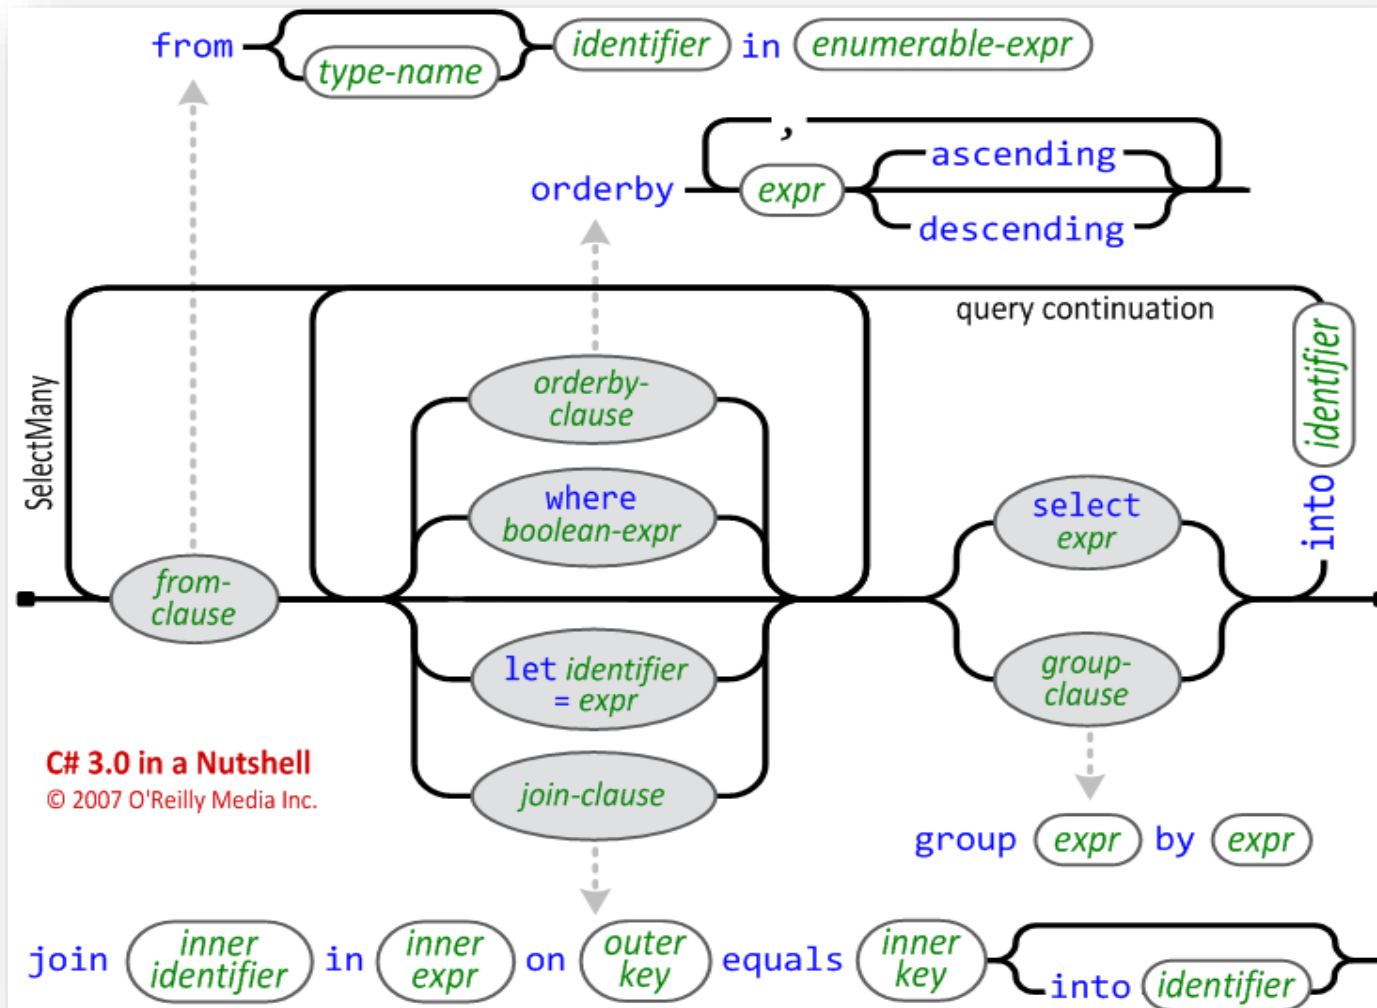 from type-name identifier in enumerable-expr
,
orderby expr ascending
descending
query continuation
identifier
into
SelectMany
orderby-
clause
where
boolean-expr
select
expr
from-
clause
let identifier
= expr
group-
clause
join-clause
C# 3.0 in a Nutshell
© 2007 O'Reilly Media Inc.
group expr by expr
join inner identifier in inner expr on outer key equals inner key into identifier